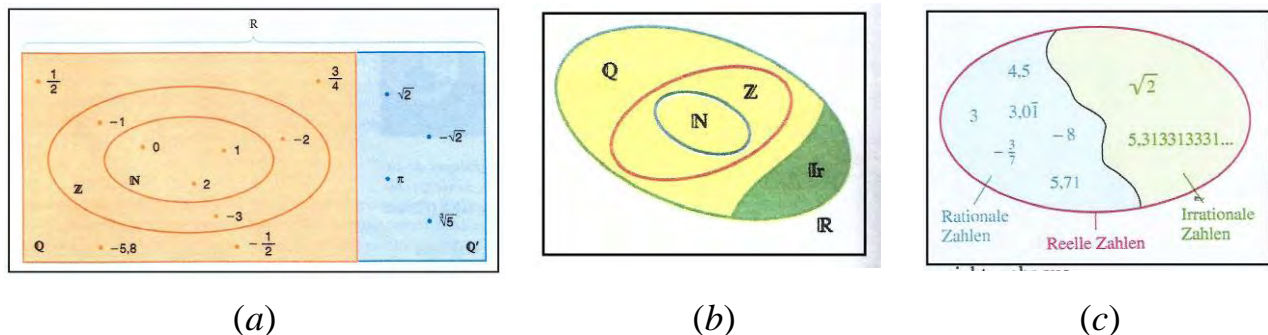 ℝ
1/2
3/4
-1
0
1
-2
ℤ
ℕ
2
-3
ℚ
-5,8
-1/2
√2
-√2
π
∛5
ℚ'
(a)
ℚ
ℤ
ℕ
𝕀r
ℝ
(b)
4,5
√2
3
3,01̅
-8
5,313313331...
-3/7
5,71
Rationale
Zahlen
Reelle Zahlen
Irrationale
Zahlen
(c)